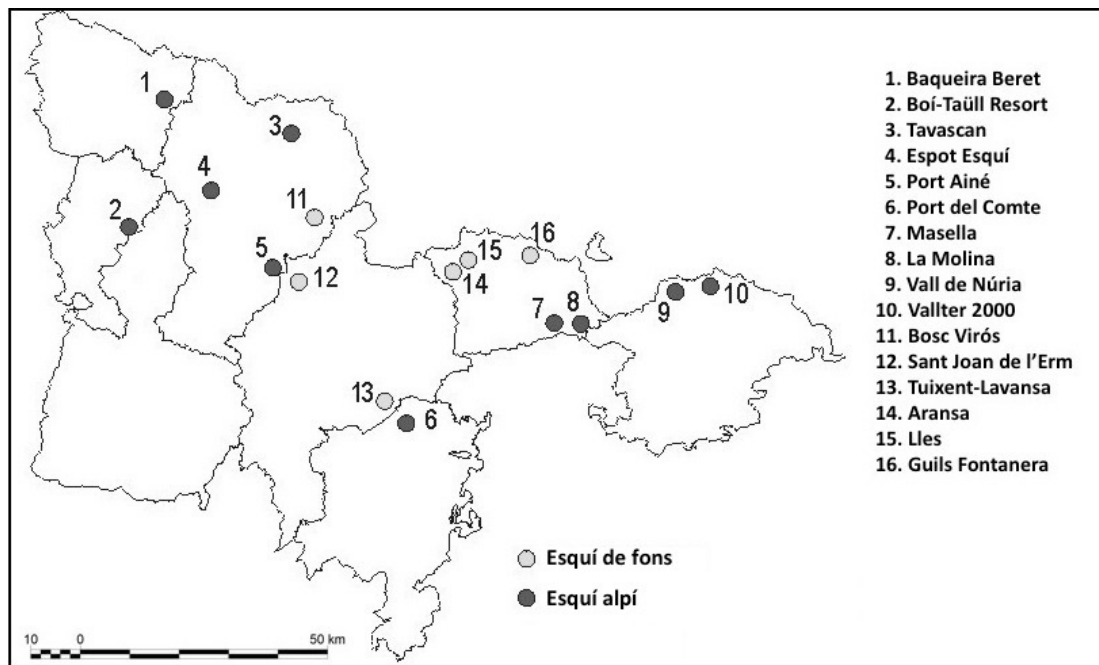 1
2
3
4
5
6
7
8
9
10
11
12
13
14
15
16
1. Baqueira Beret
2. Boí-Taüll Resort
3. Tavascan
4. Espot Esquí
5. Port Ainé
6. Port del Comte
7. Masella
8. La Molina
9. Vall de Núria
10. Vallter 2000
11. Bosc Virós
12. Sant Joan de l'Erm
13. Tuixent-Lavansa
14. Aransa
15. Lles
16. Guils Fontanera
Esquí de fons
Esquí alpí
10 0 50 km